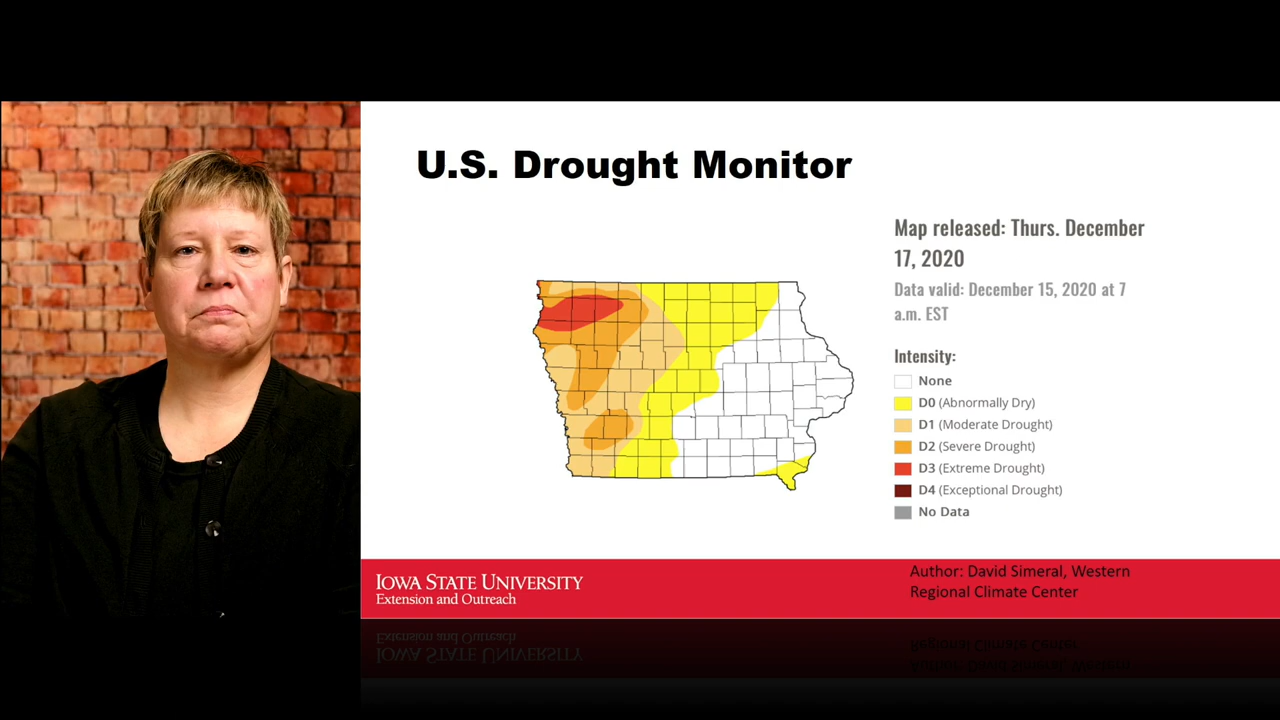 U.S. Drought Monitor
Map released: Thurs. December
17, 2020
Data valid: December 15, 2020 at 7
a.m. EST
Intensity:
None
D0 (Abnormally Dry)
D1 (Moderate Drought)
D2 (Severe Drought)
D3 (Extreme Drought)
D4 (Exceptional Drought)
No Data
IOWA STATE UNIVERSITY
Extension and Outreach
Author: David Simeral, Western
Regional Climate Center